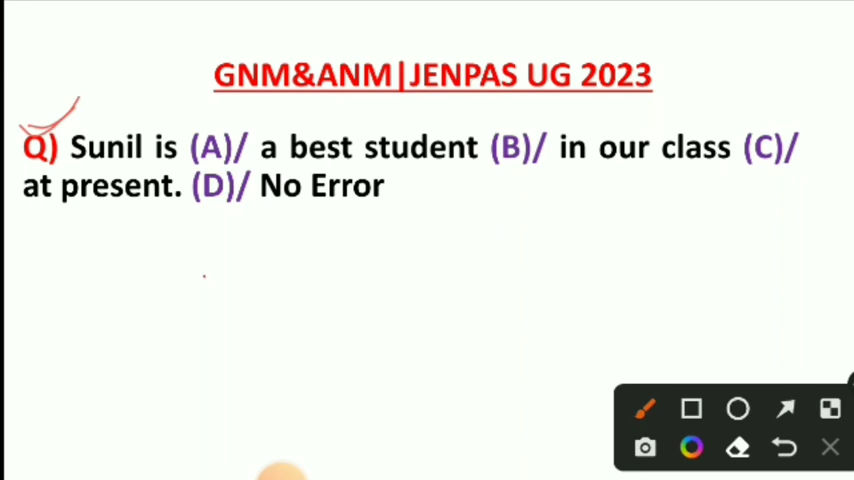 GNM&ANM|JENPAS UG 2023
Q) Sunil is (A)/ a best student (B)/ in our class (C)/
at present. (D)/ No Error